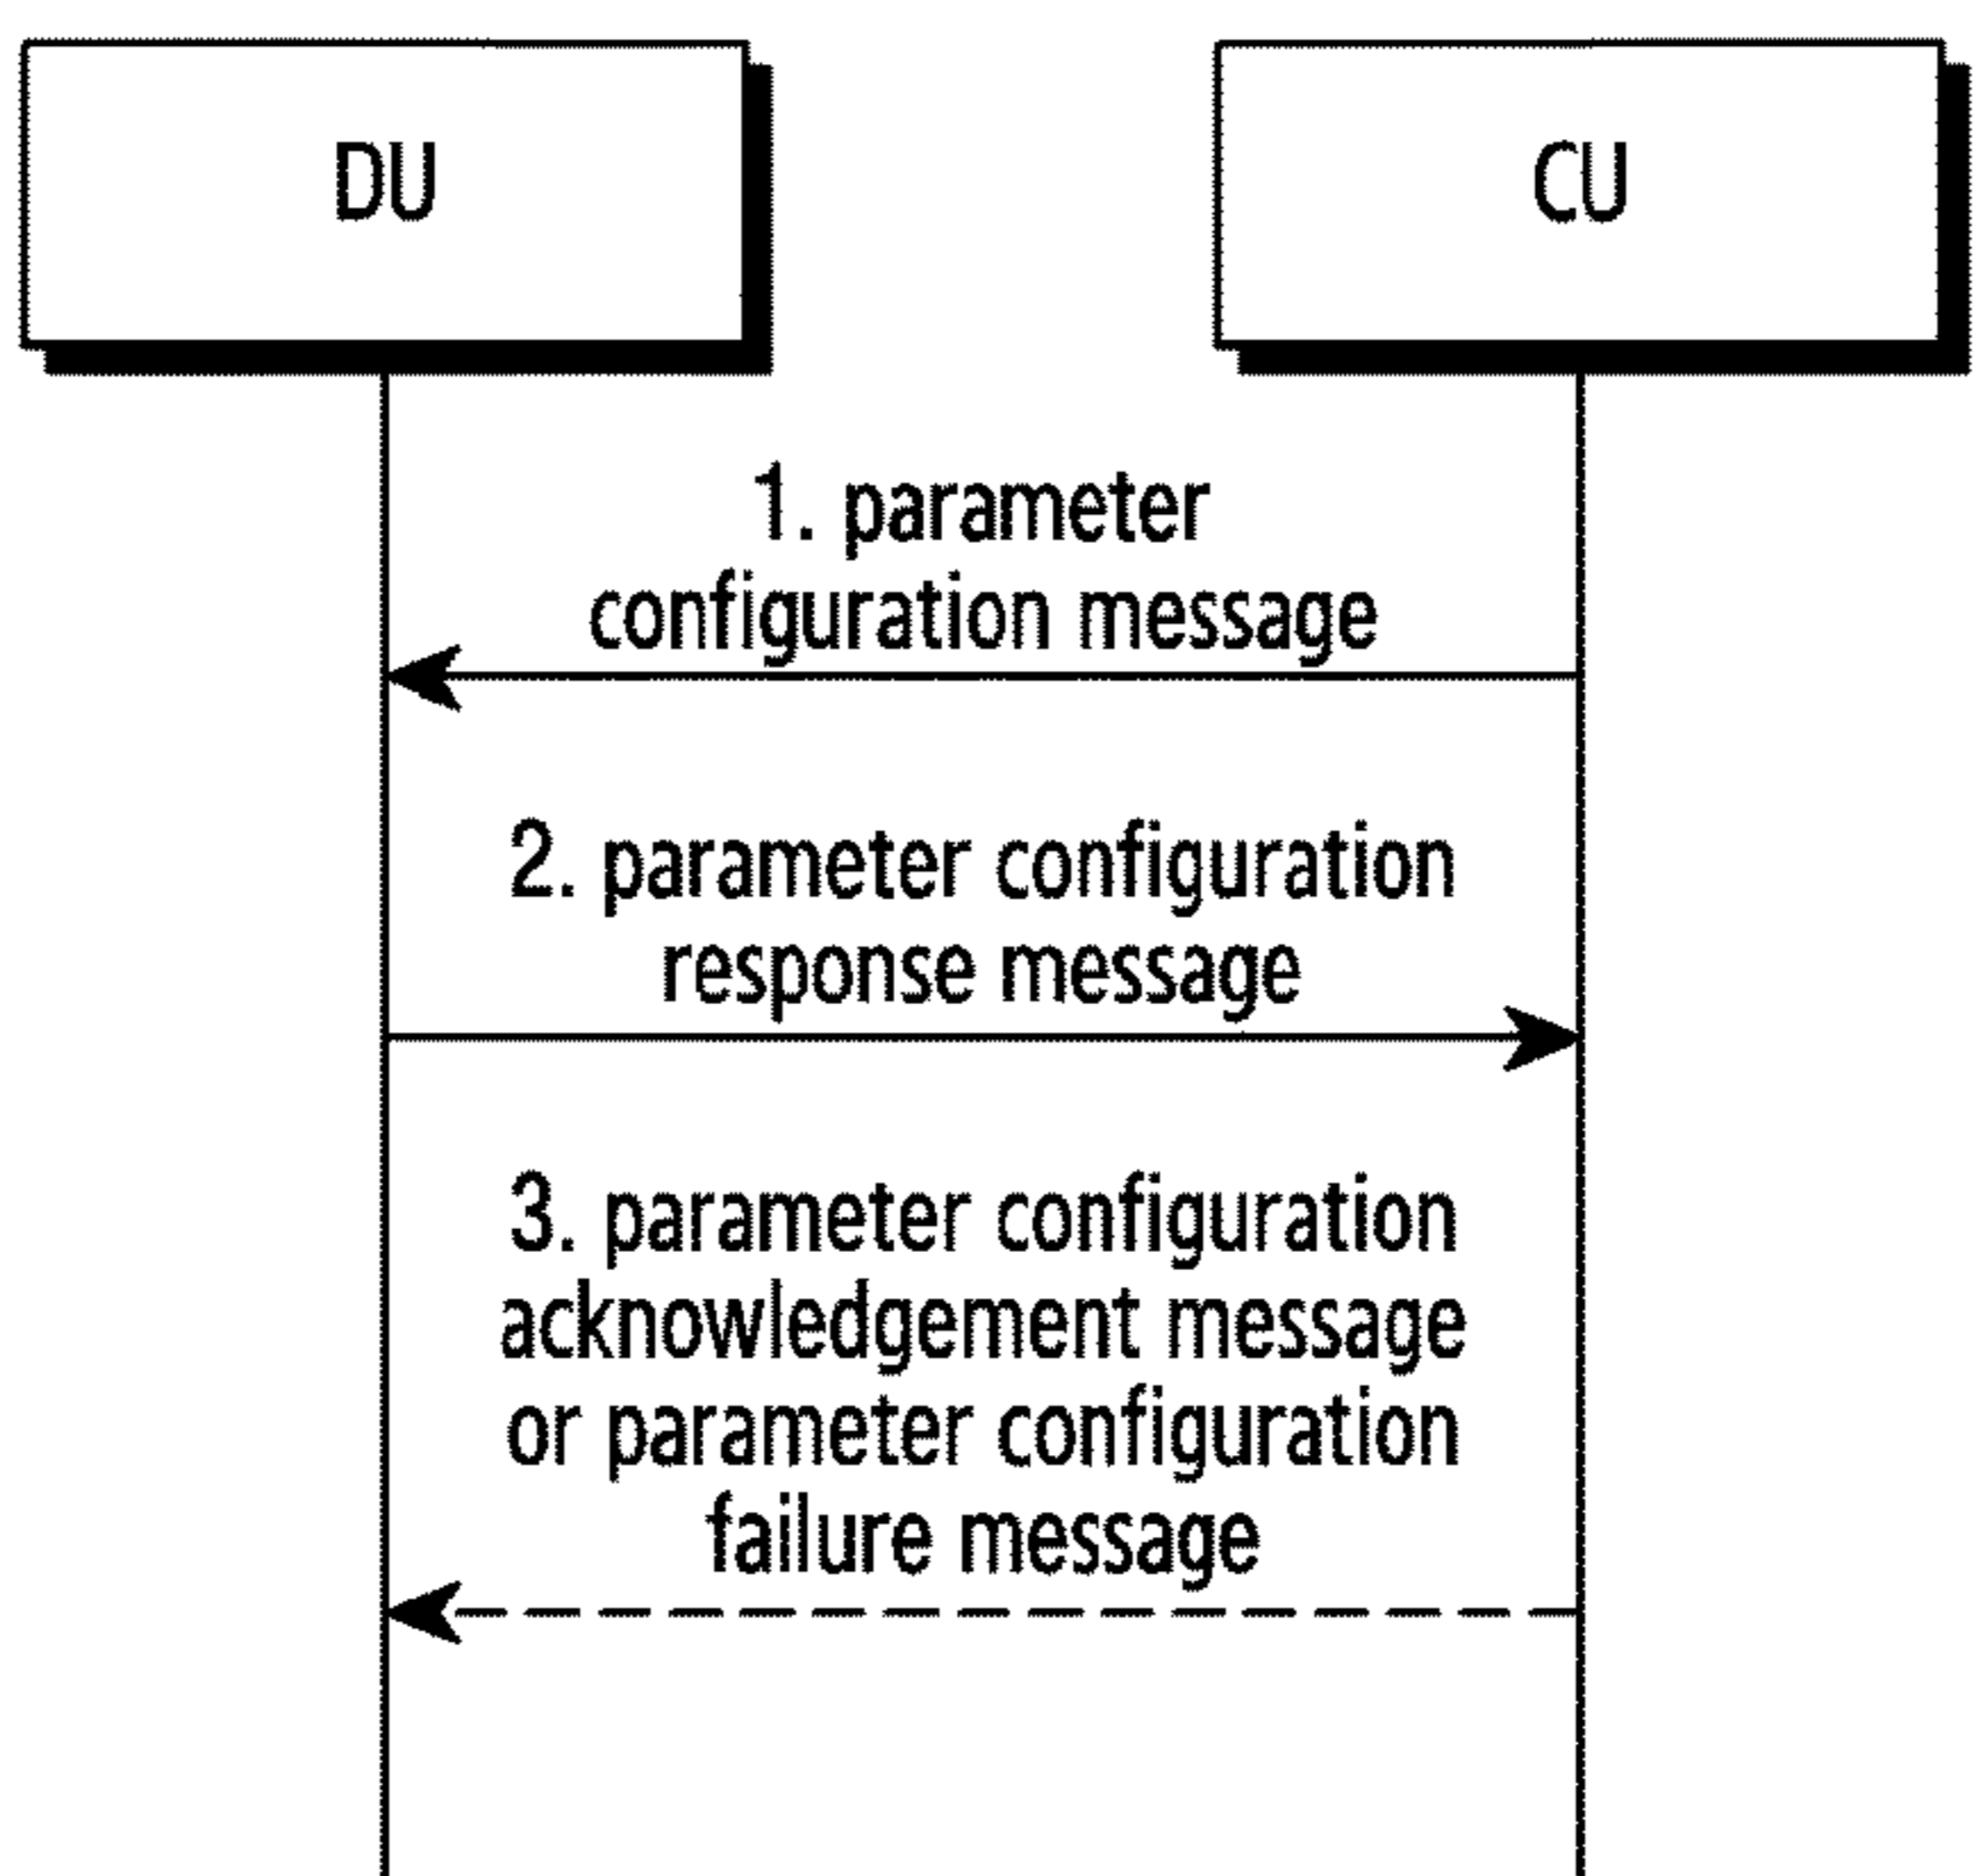 DU
CU
1. parameter
configuration message
2. parameter configuration
response message
3. parameter configuration
acknowledgement message
or parameter configuration
failure message